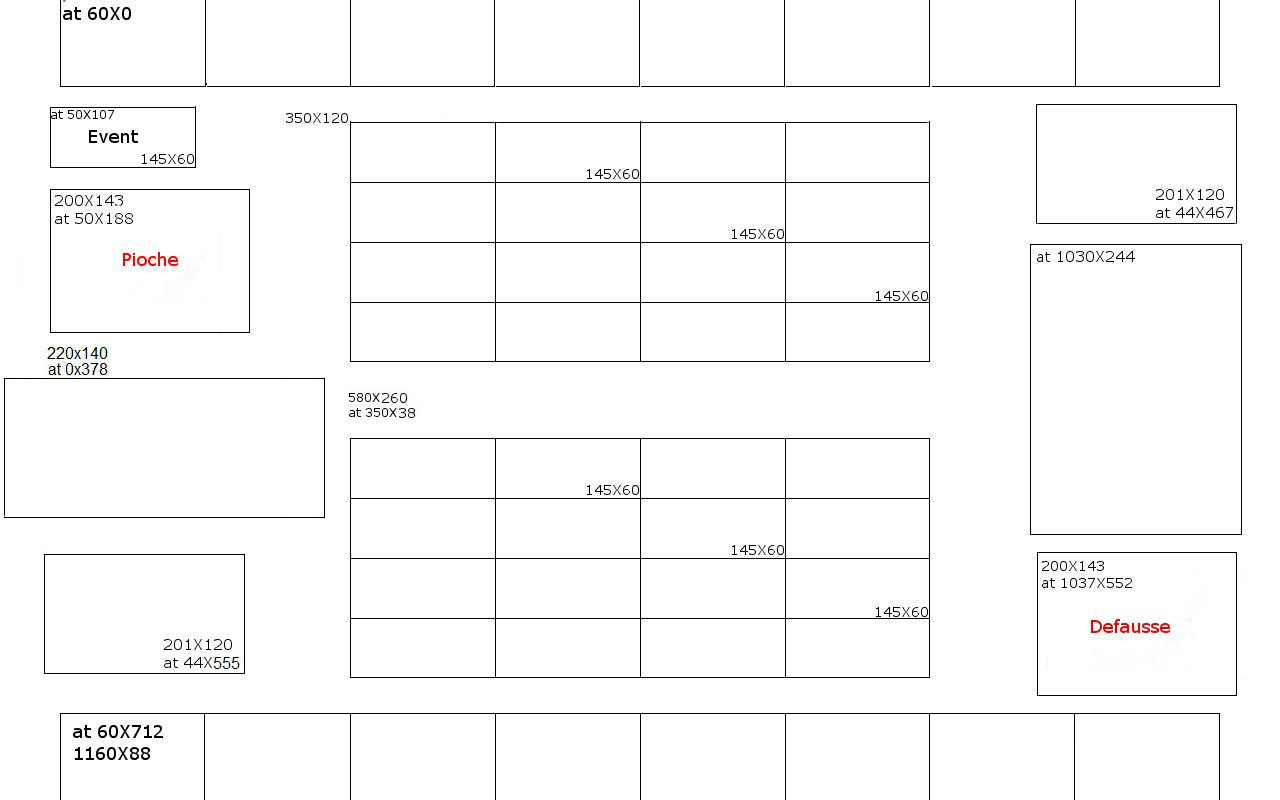 at 60X0
at 50X107
Event
145X60
350X120
145X60
145X60
145X60
200X143
at 50X188
Pioche
201X120
at 44X467
at 1030X244
220x140
at 0x378
580X260
at 350X38
145X60
145X60
145X60
201X120
at 44X555
200X143
at 1037X552
Defausse
at 60X712
1160X88